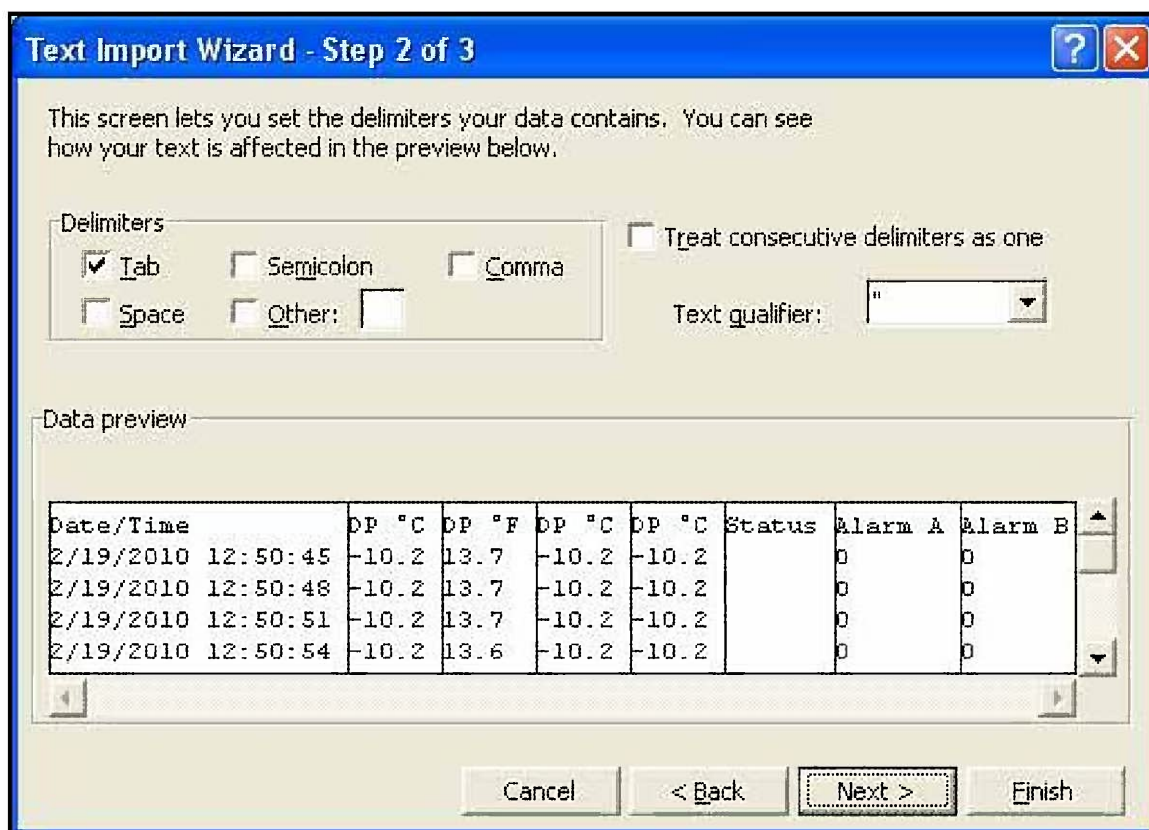 Text Import Wizard - Step 2 of 3
This screen lets you set the delimiters your data contains. You can see
how your text is affected in the preview below.
Delimiters
Tab Semicolon Comma
Space Other:
Treat consecutive delimiters as one
Text qualifier: "
Data preview
Date/Time DP °C DP °F DP °C DP °C Status Alarm A Alarm B
2/19/2010 12:50:45 -10.2 13.7 -10.2 -10.2 0 0
2/19/2010 12:50:48 -10.2 13.7 -10.2 -10.2 0 0
2/19/2010 12:50:51 -10.2 13.7 -10.2 -10.2 0 0
2/19/2010 12:50:54 -10.2 13.6 -10.2 -10.2 0 0
Cancel < Back Next > Finish